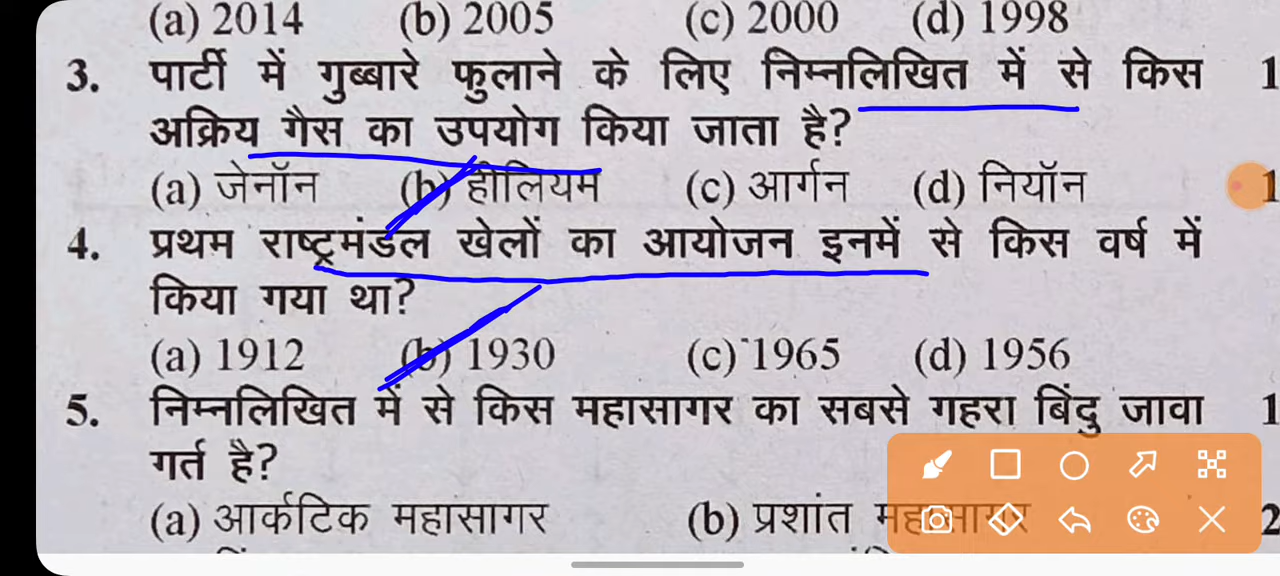 (a) 2014 (b) 2005 (c) 2000 (d) 1998
3. पार्टी में गुब्बारे फुलाने के लिए निम्नलिखित में से किस 1
अक्रिय गैस का उपयोग किया जाता है?
(a) जेनॉन (b) हीलियम (c) आर्गन (d) नियॉन 1
4. प्रथम राष्ट्रमंडल खेलों का आयोजन इनमें से किस वर्ष में
किया गया था?
(a) 1912 (b) 1930 (c) 1965 (d) 1956
5. निम्नलिखित में से किस महासागर का सबसे गहरा बिंदु जावा 1
गर्त है?
(a) आर्कटिक महासागर (b) प्रशांत महासागर 2